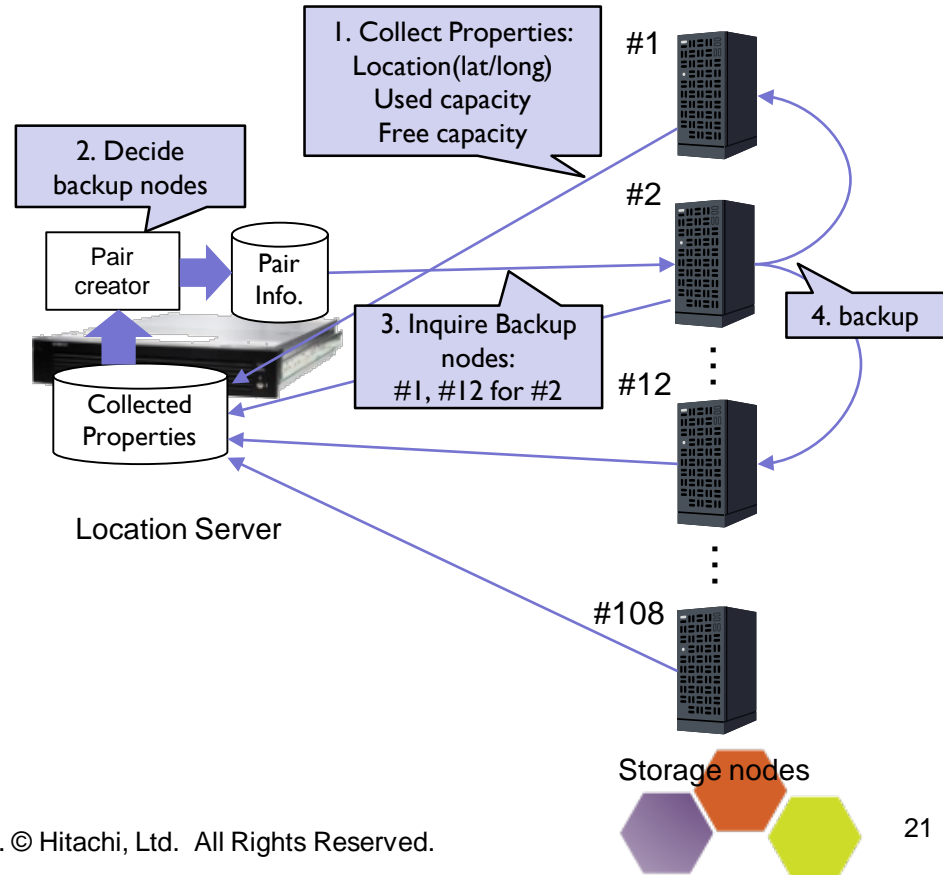 1. Collect Properties:
Location(lat/long)
Used capacity
Free capacity
#1
2. Decide
backup nodes
#2
Pair
creator
Pair
Info.
3. Inquire Backup
nodes:
#1, #12 for #2
4. backup
#12
Collected
Properties
Location Server
#108
Storage nodes
. © Hitachi, Ltd. All Rights Reserved.
21